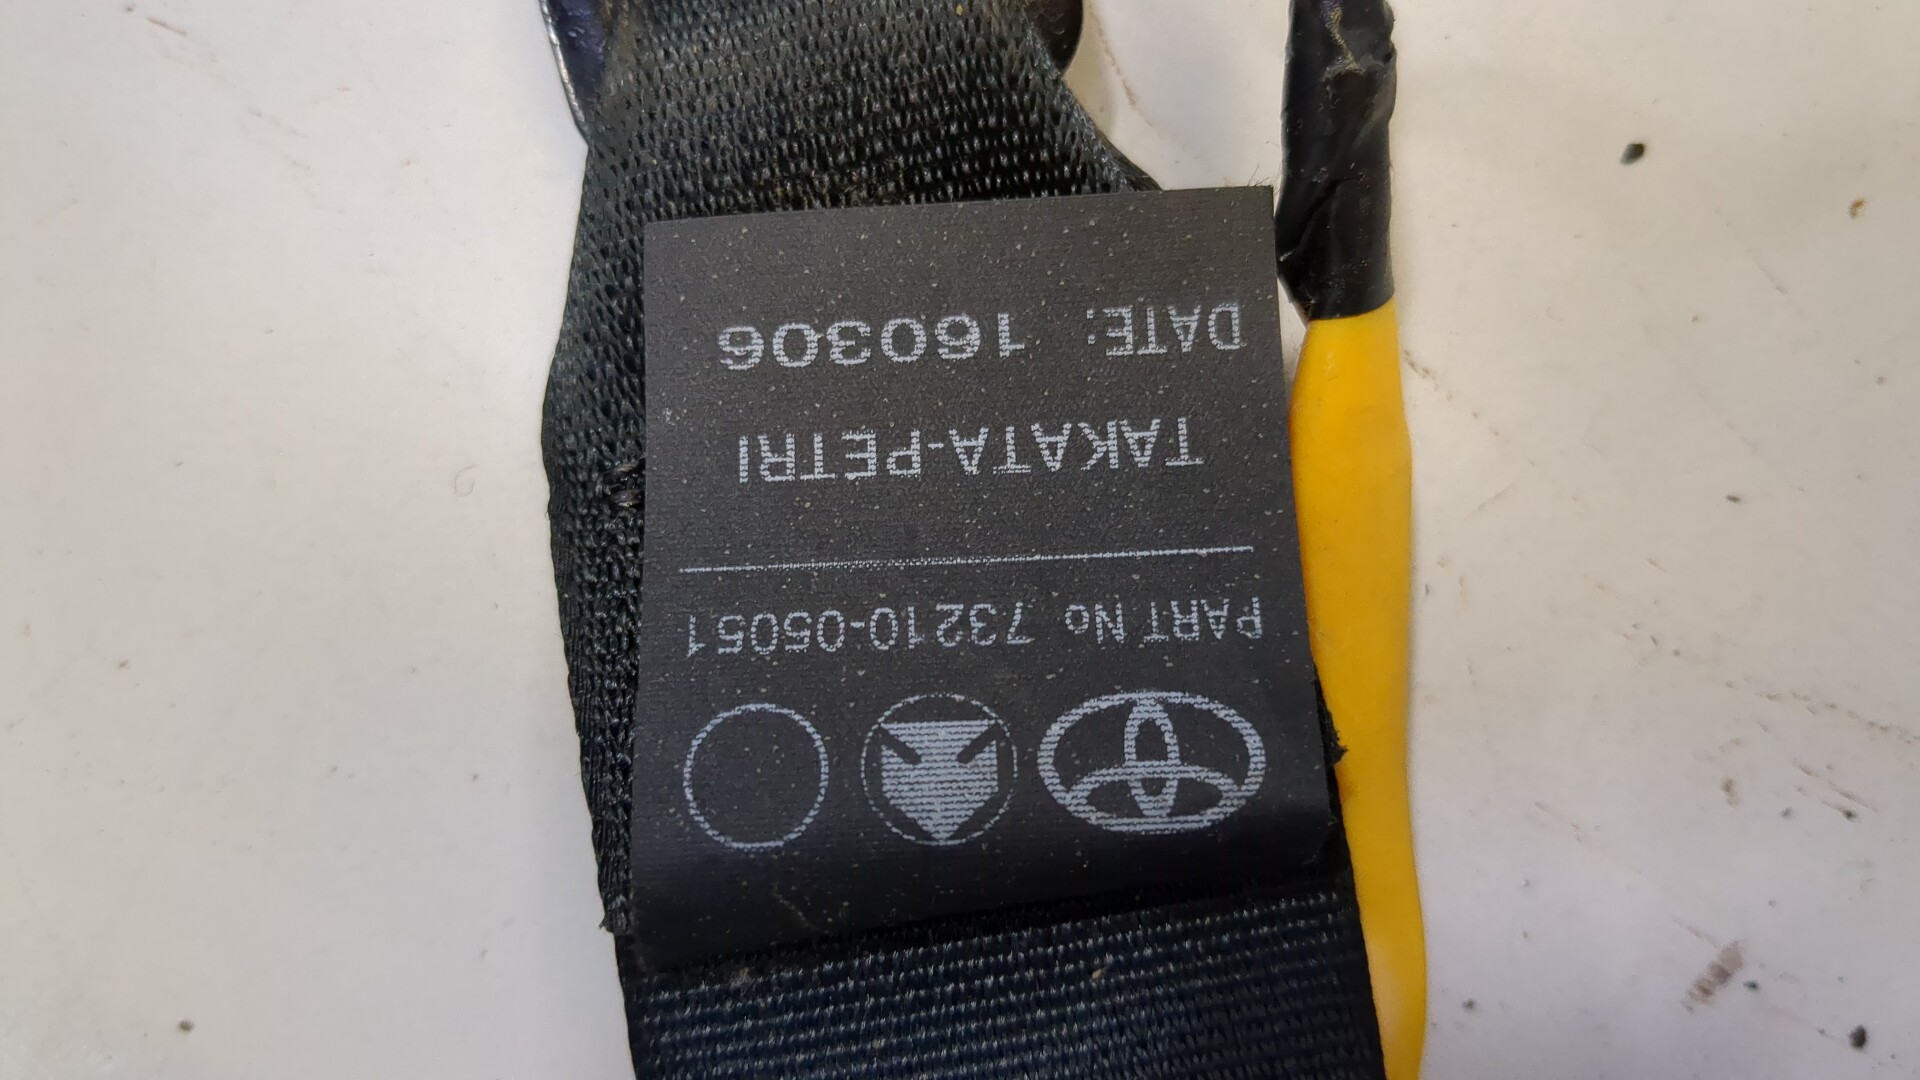 PART No 73210-05051
TAKATA-PETRI
DATE: 160306